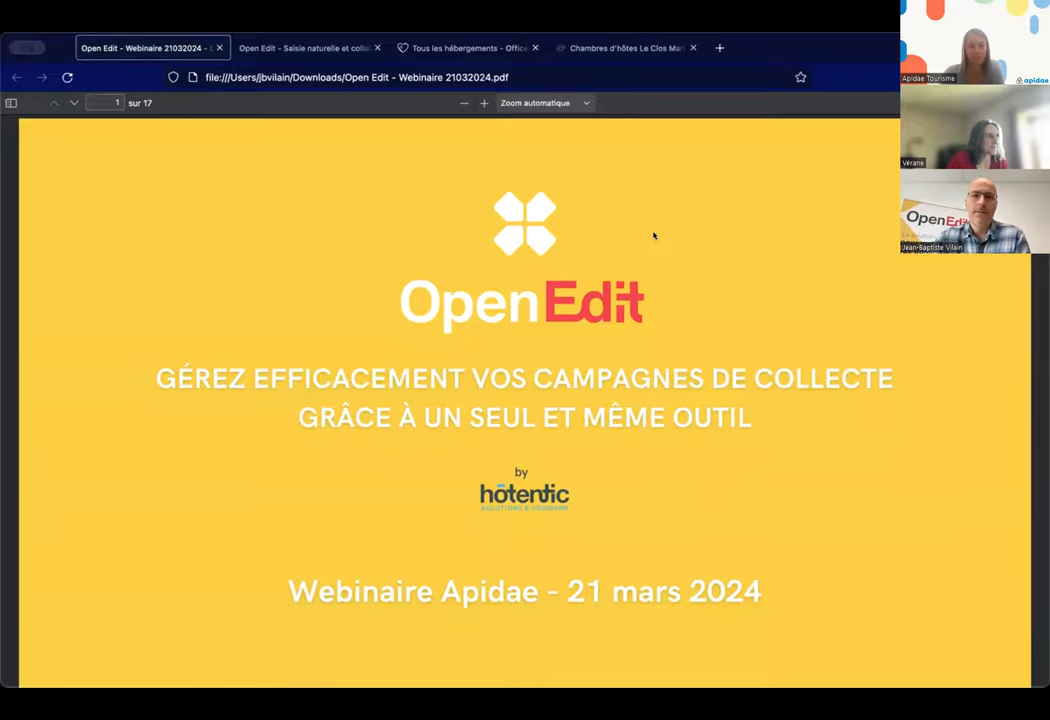 Open Edit - Webinaire 21032024 - 
Open Edit – Saisie naturelle et colla
Tous les hébergements - Office
Chambres d'hôtes Le Clos Mar
file:///Users/jbvilain/Downloads/Open Edit - Webinaire 21032024.pdf
1 sur 17
Zoom automatique
Apidae Tourisme
apidae
Vérane
OpenEdit
Jean-Baptiste Vilain
OpenEdit
GÉREZ EFFICACEMENT VOS CAMPAGNES DE COLLECTE
GRÂCE À UN SEUL ET MÊME OUTIL
by
hōtentic
SOLUTIONS E-TOURISME
Webinaire Apidae - 21 mars 2024